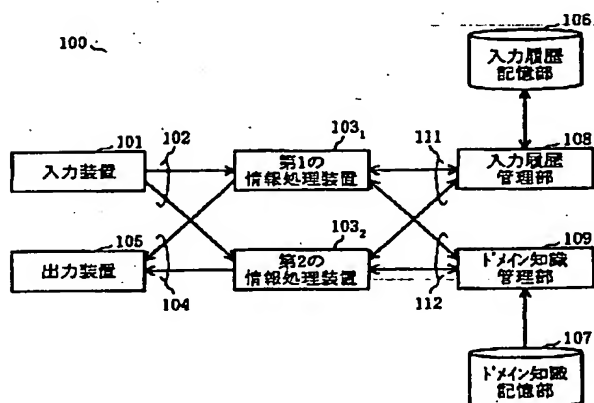 100
106
入力履歴
記憶部
101
入力装置
102
103₁
第1の
情報処理装置
111
108
入力履歴
管理部
105
出力装置
104
103₂
第2の
情報処理装置
112
109
ドメイン知識
管理部
107
ドメイン知識
記憶部